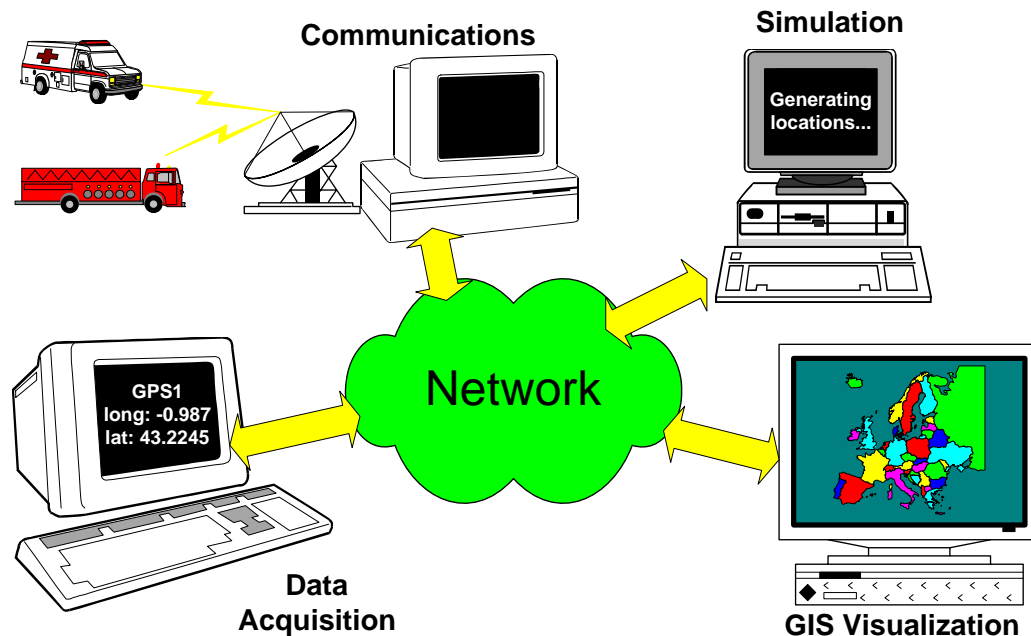 Communications
Simulation
Generating
locations...
Network
GPS1
long: -0.987
lat: 43.2245
Data
Acquisition
GIS Visualization